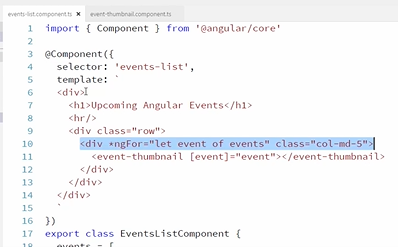 events-list.component.ts × event-thumbnail.component.ts
1 import { Component } from '@angular/core'
2
3 @Component({
4 selector: 'events-list',
5 template: `
6 <div>
7 <h1>Upcoming Angular Events</h1>
8 <hr/>
9 <div class="row">
10 <div *ngFor="let event of events" class="col-md-5">
11 <event-thumbnail [event]="event"></event-thumbnail>
12 </div>
13 </div>
14 </div>
15 `
16 })
17 export class EventsListComponent {
18 events = [